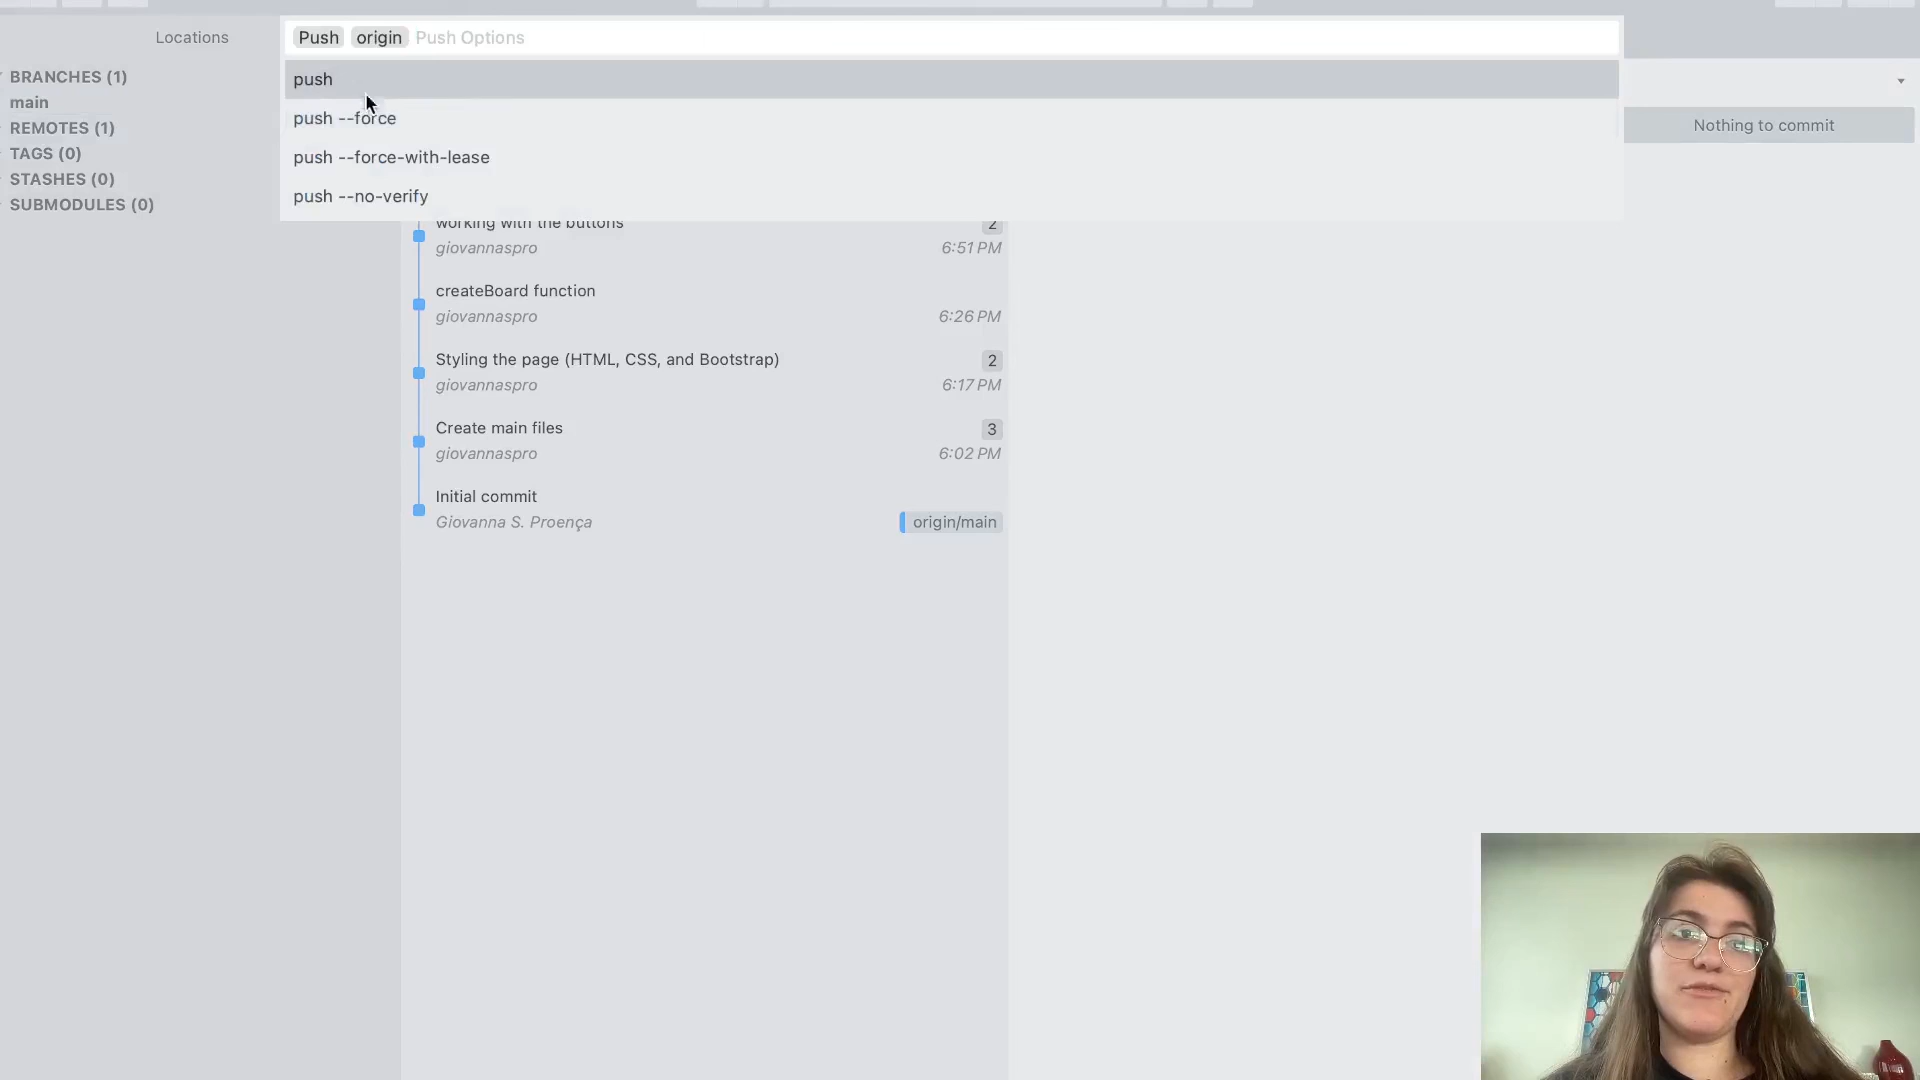 Locations
Push origin Push Options
BRANCHES (1)
main
REMOTES (1)
TAGS (0)
STASHES (0)
SUBMODULES (0)
push
push --force
push --force-with-lease
push --no-verify
Nothing to commit
working with the buttons 2
giovannaspro 6:51 PM
createBoard function
giovannaspro 6:26 PM
Styling the page (HTML, CSS, and Bootstrap) 2
giovannaspro 6:17 PM
Create main files 3
giovannaspro 6:02 PM
Initial commit
Giovanna S. Proença origin/main